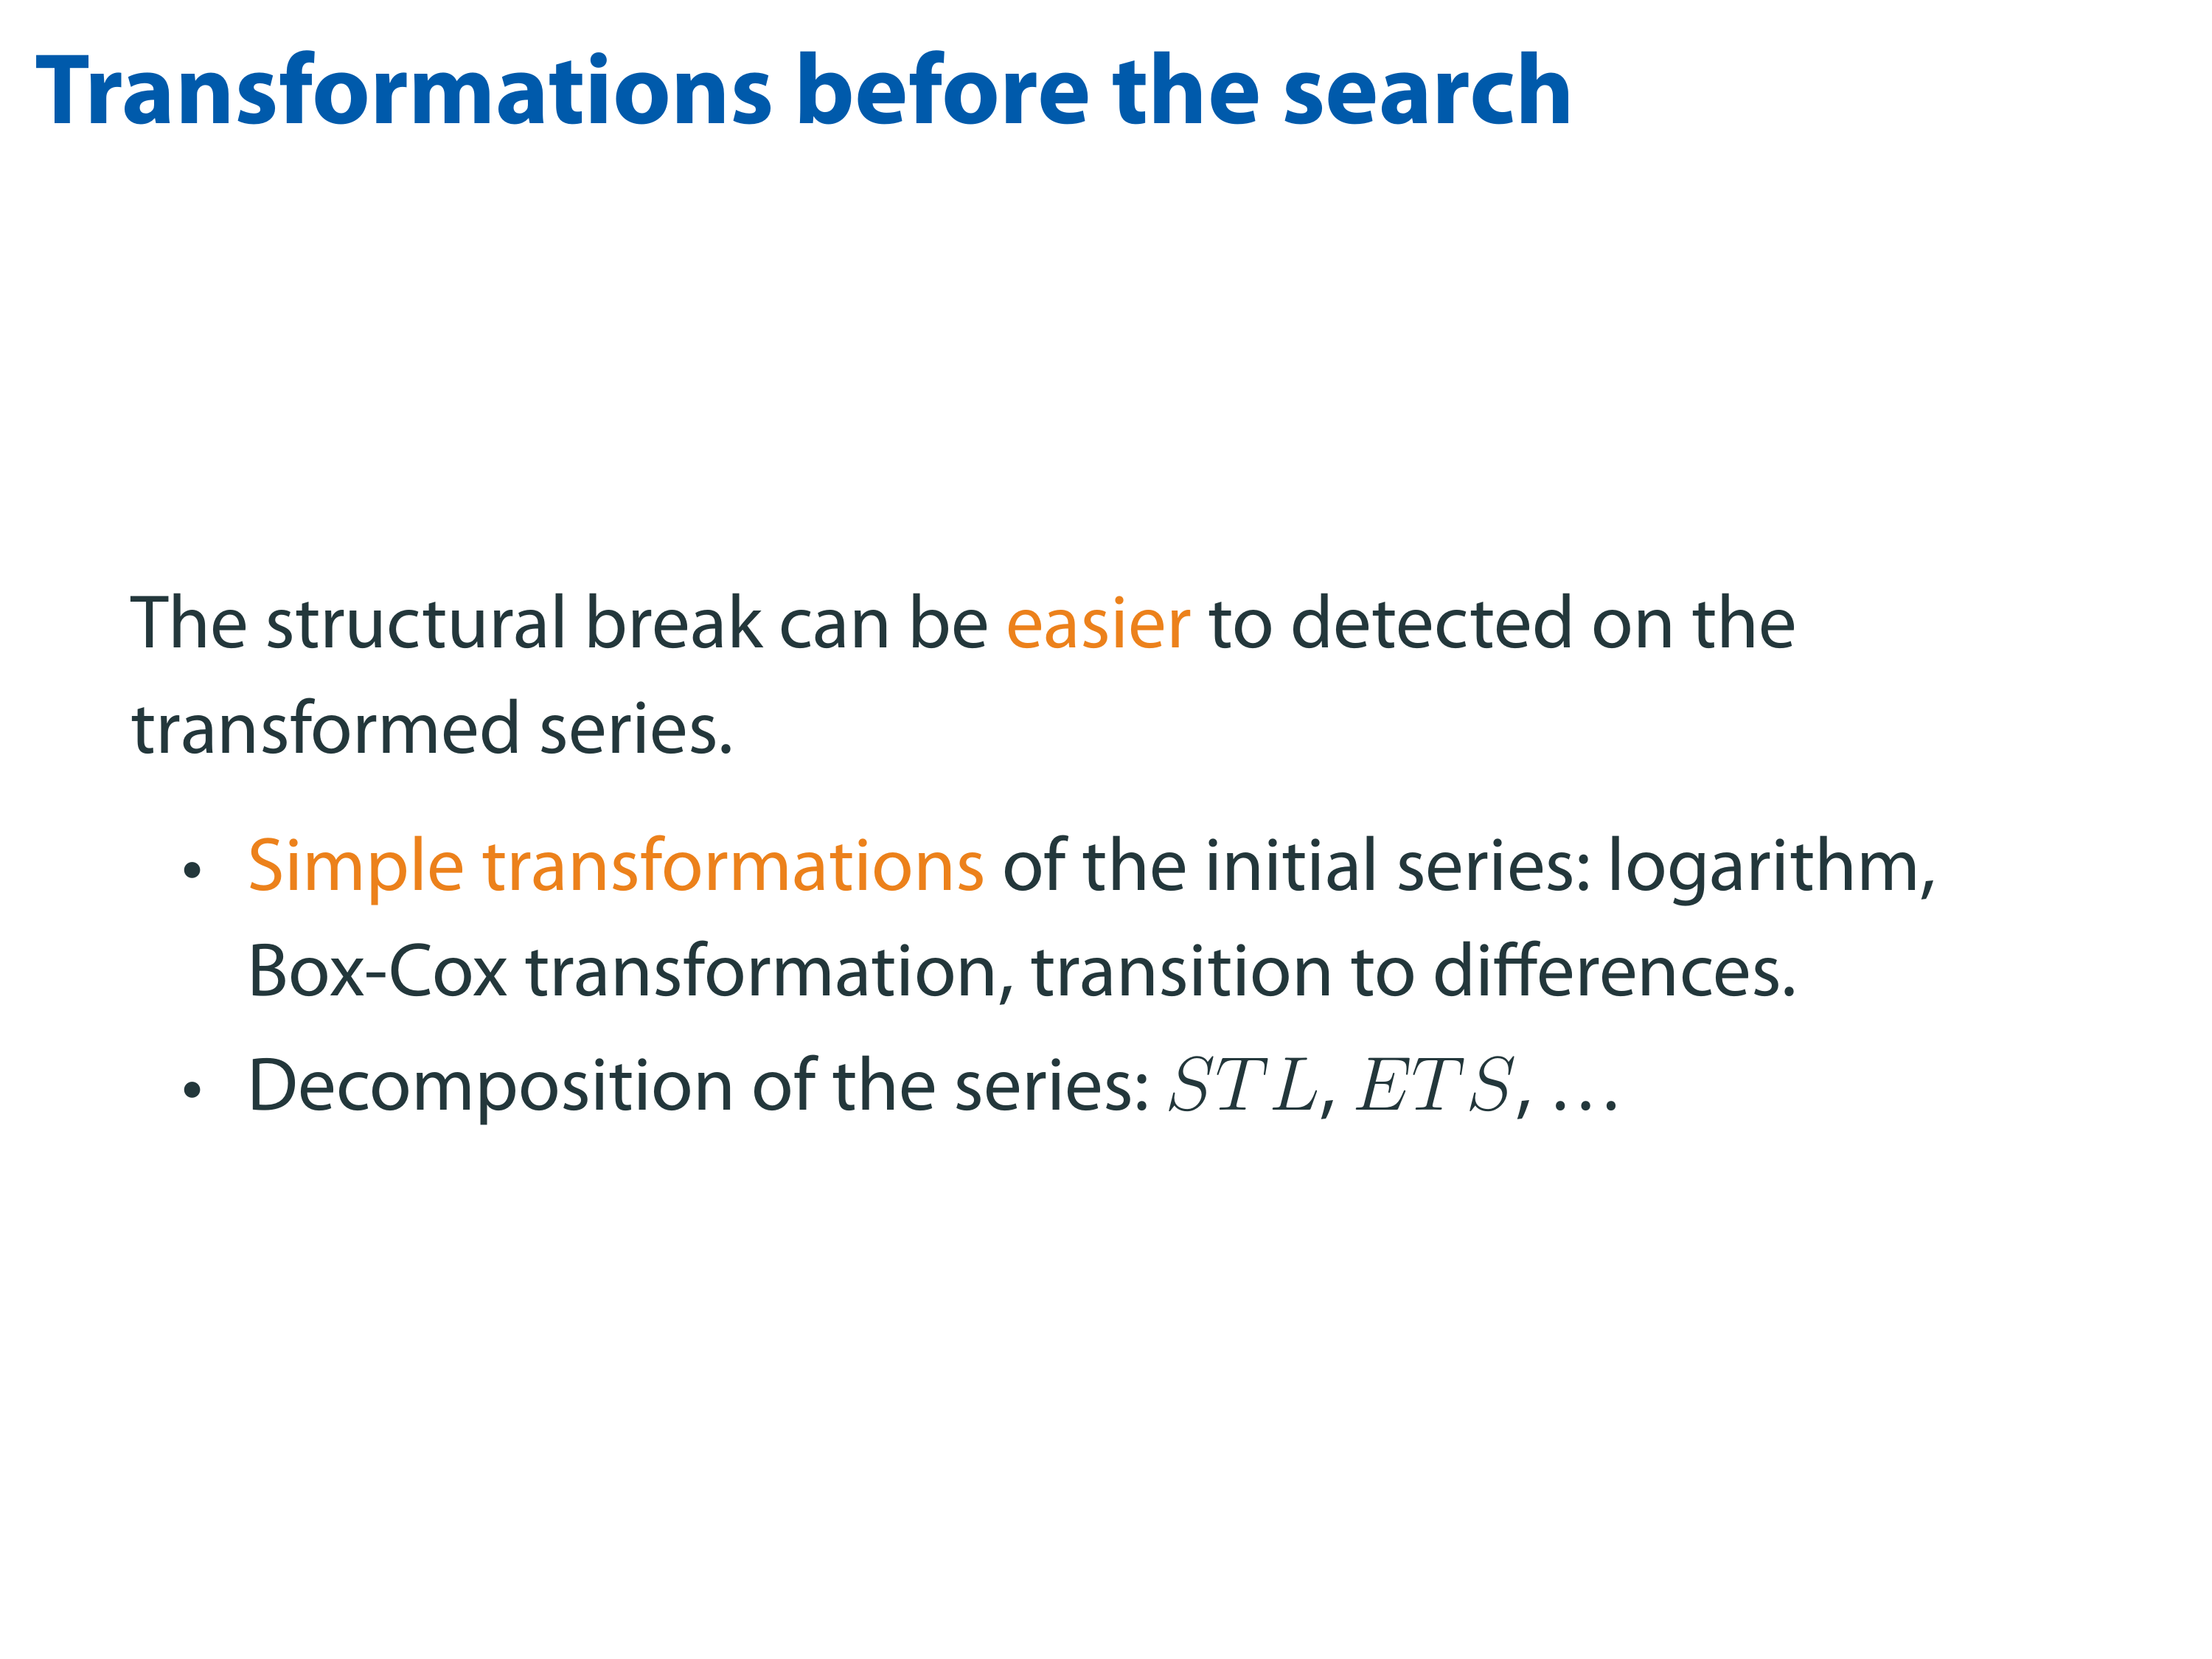 Transformations before the search
The structural break can be easier to detected on the
transformed series.
• Simple transformations of the initial series: logarithm,
Box-Cox transformation, transition to differences.
• Decomposition of the series: STL, ETS, ...